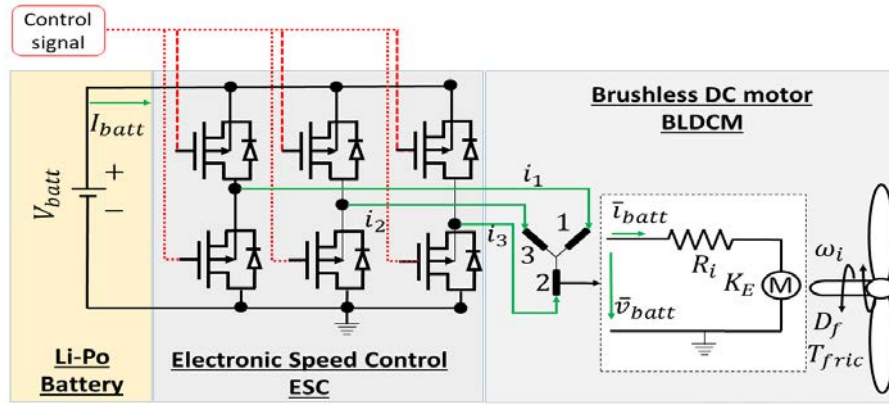 Control
signal
Brushless DC motor
BLDCM
I_batt
+
V_batt
−
i_1
i_2
i_3
1
3
2
i̅_batt
R_i
K_E
M
v̅_batt
ω_i
D_f
T_fric
Li-Po
Battery
Electronic Speed Control
ESC